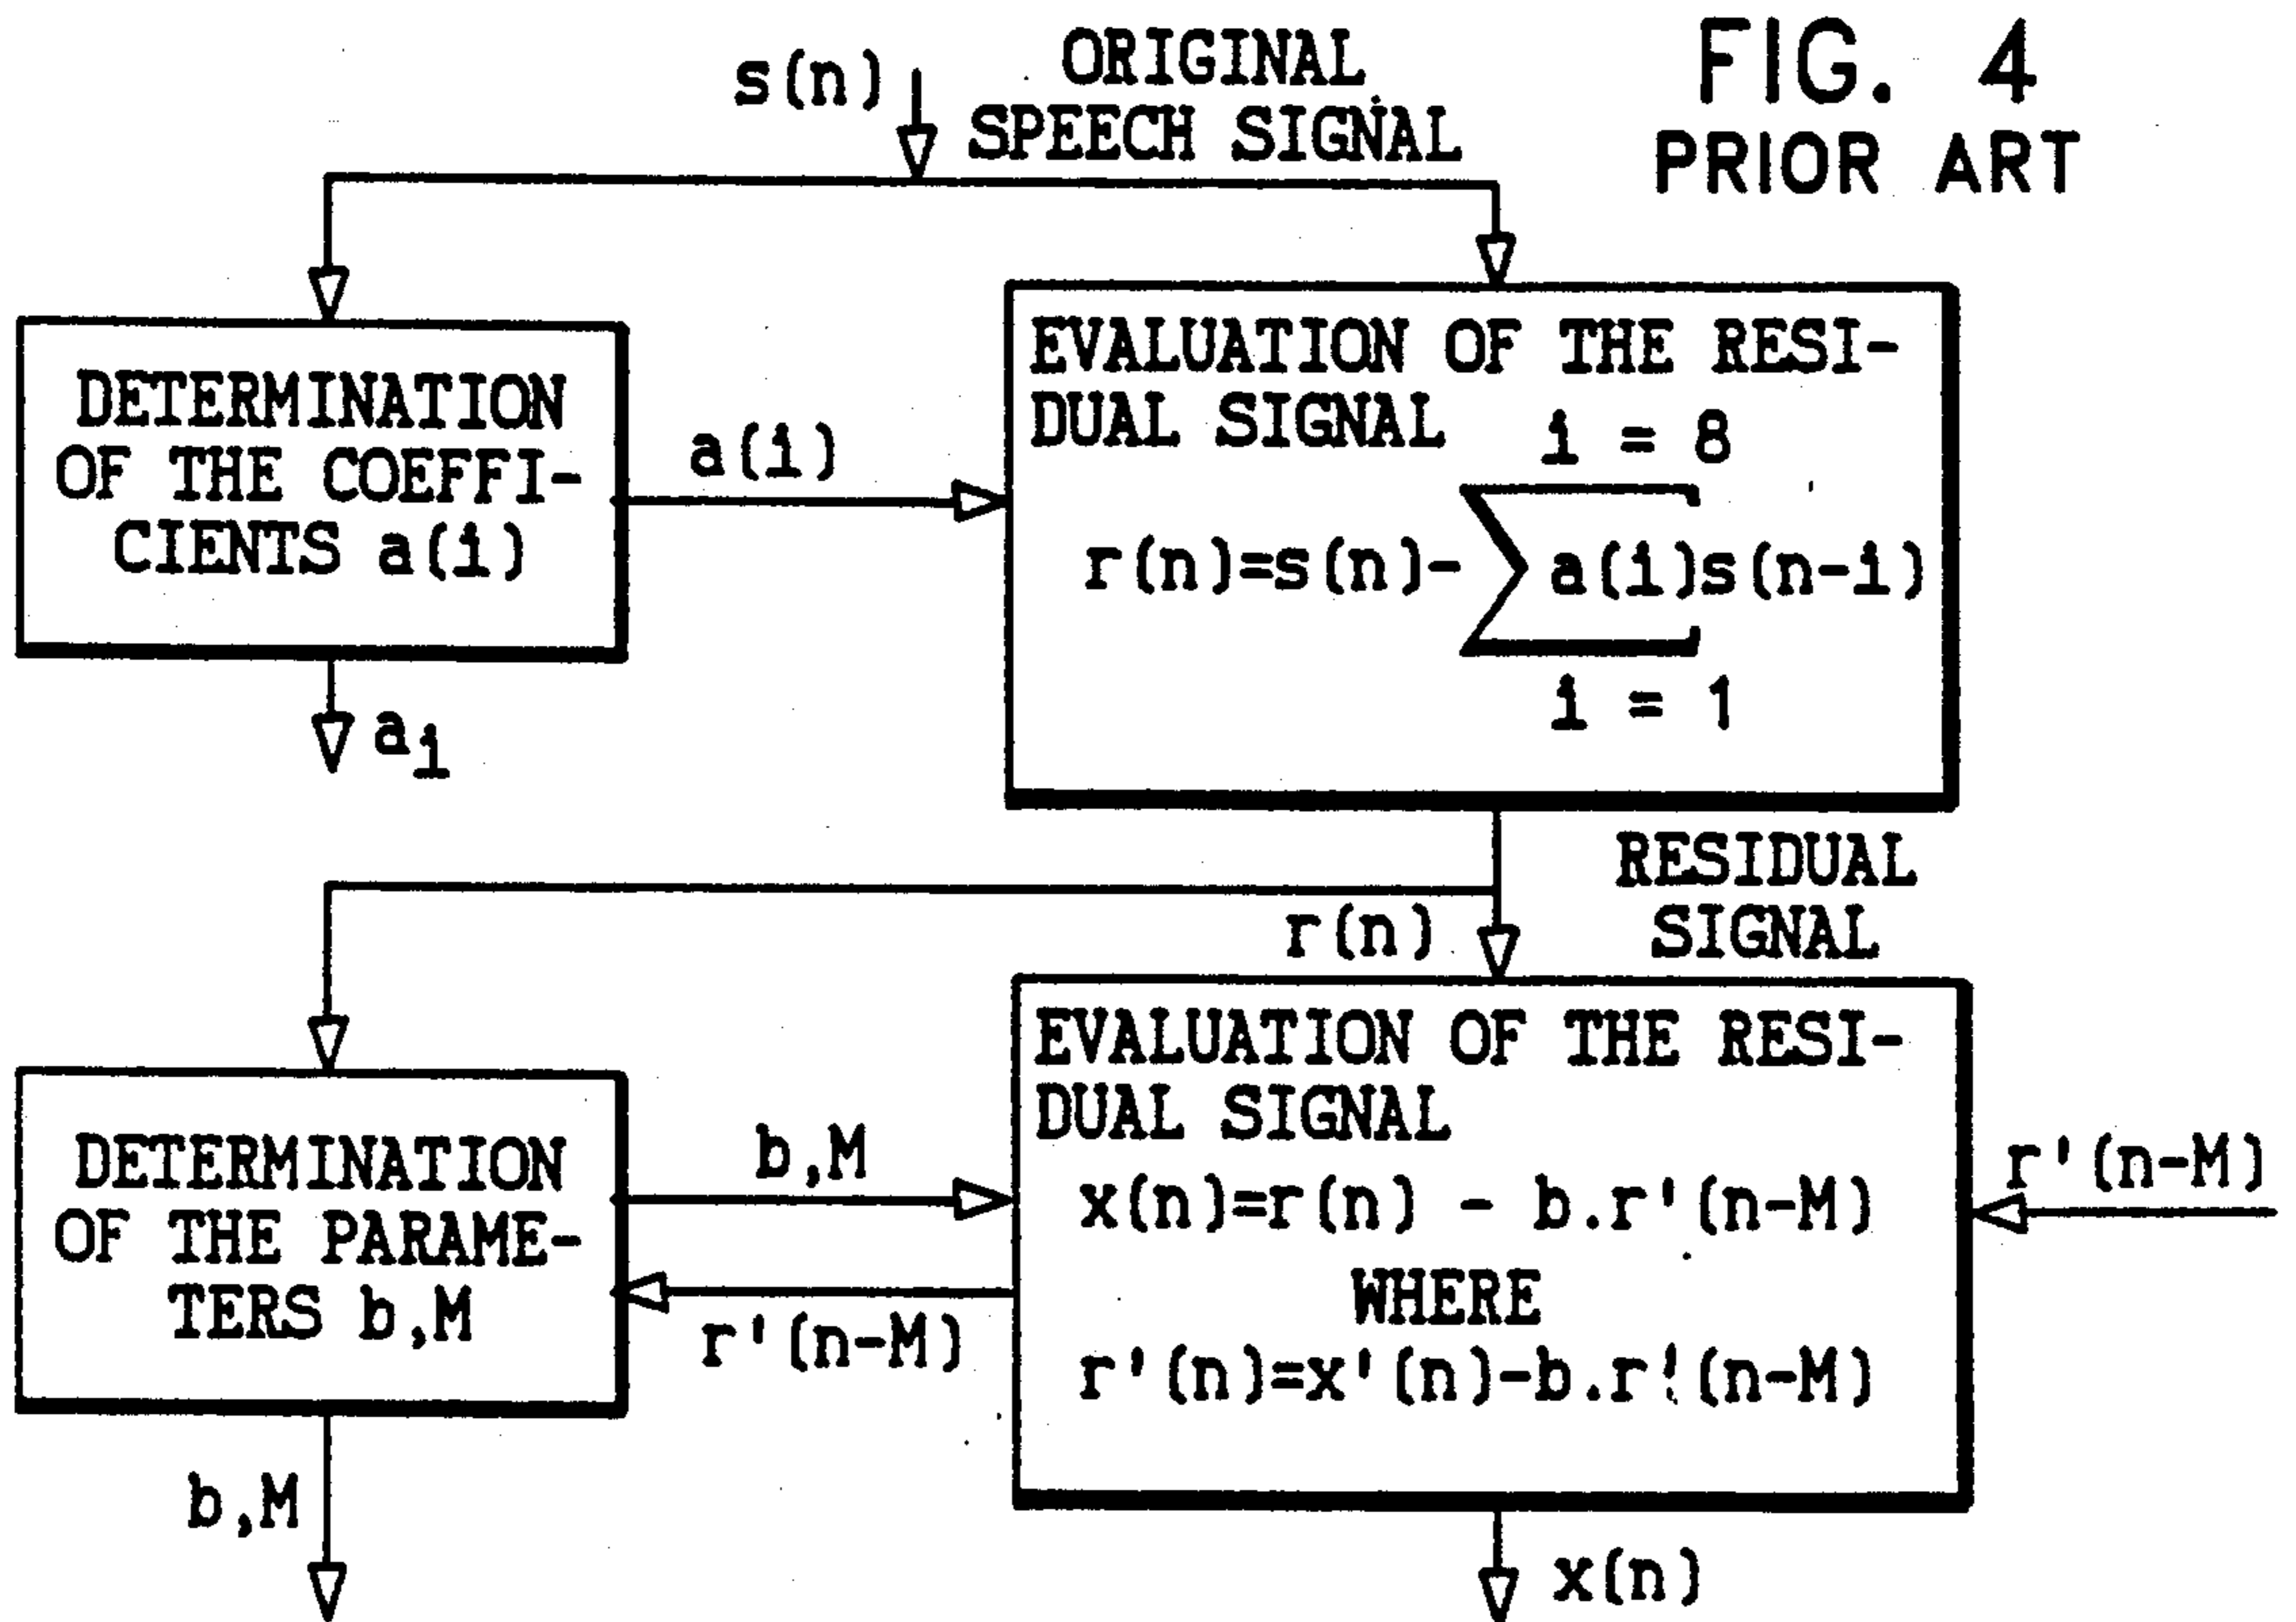 FIG. 4
PRIOR ART
s(n)
ORIGINAL
SPEECH SIGNAL
DETERMINATION
OF THE COEFFI-
CIENTS a(i)
a(i)
a_i
EVALUATION OF THE RESI-
DUAL SIGNAL
i = 8
r(n)=s(n)-∑a(i)s(n-i)
i = 1
RESIDUAL
SIGNAL
r(n)
DETERMINATION
OF THE PARAME-
TERS b,M
b,M
r'(n-M)
EVALUATION OF THE RESI-
DUAL SIGNAL
x(n)=r(n) - b.r'(n-M)
WHERE
r'(n)=x'(n)-b.r'(n-M)
r'(n-M)
b,M
x(n)